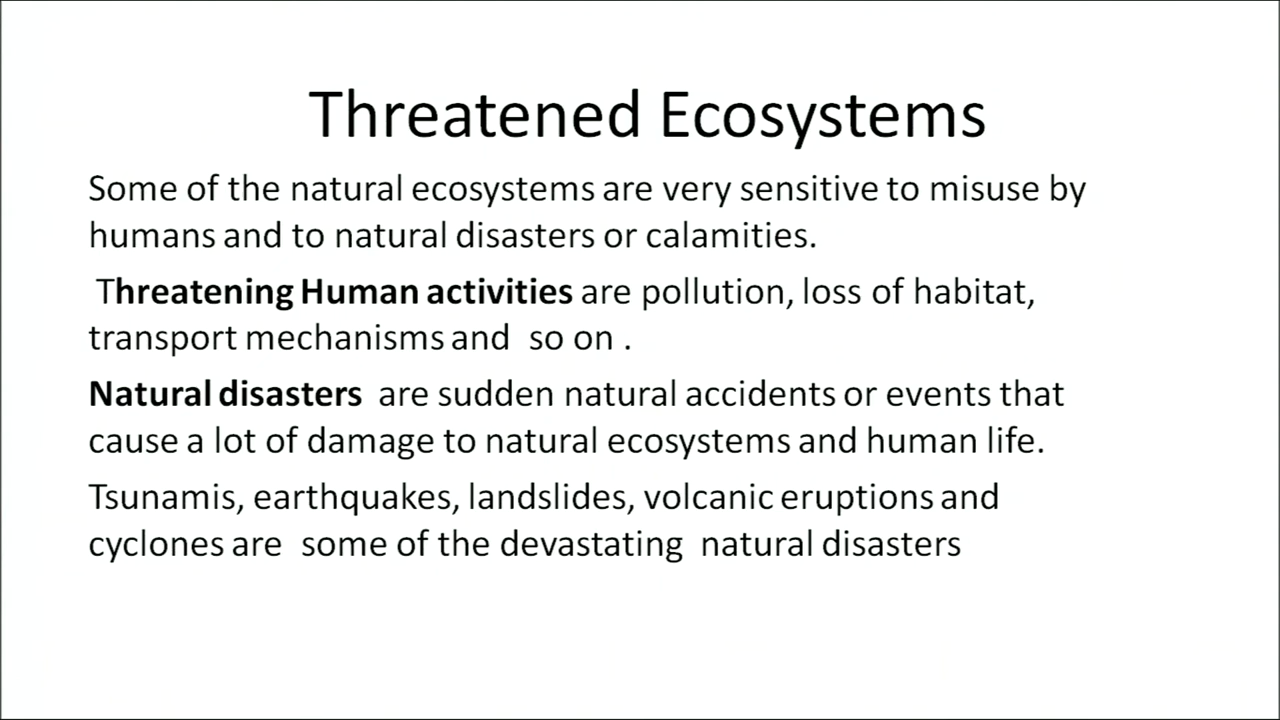 Threatened Ecosystems
Some of the natural ecosystems are very sensitive to misuse by
humans and to natural disasters or calamities.
Threatening Human activities are pollution, loss of habitat,
transport mechanisms and  so on .
Natural disasters  are sudden natural accidents or events that
cause a lot of damage to natural ecosystems and human life.
Tsunamis, earthquakes, landslides, volcanic eruptions and
cyclones are  some of the devastating  natural disasters